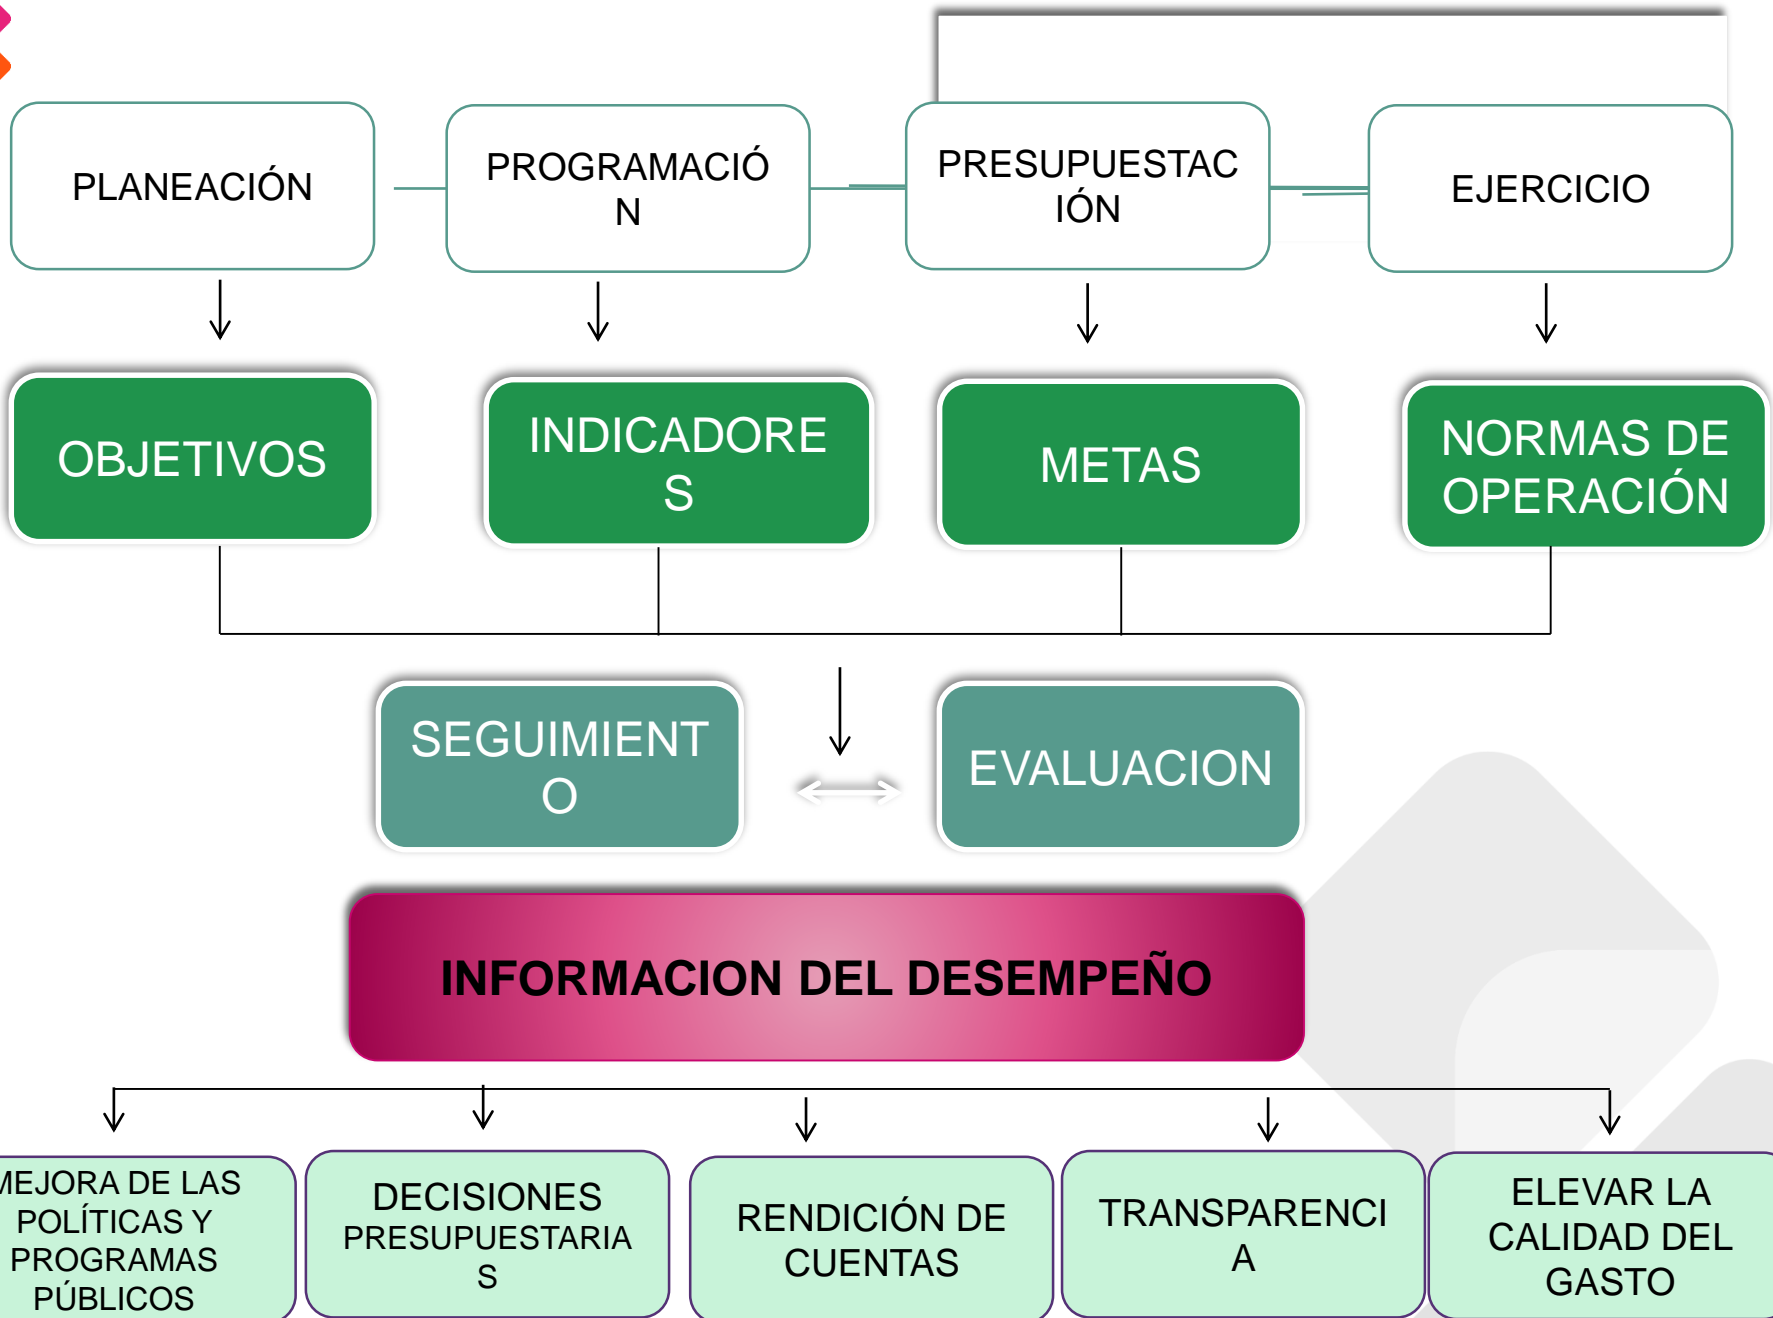 PLANEACIÓN
PROGRAMACIÓ
N
PRESUPUESTAC
IÓN
EJERCICIO
OBJETIVOS
INDICADORE
S
METAS
NORMAS DE
OPERACIÓN
SEGUIMIENT
O
EVALUACION
INFORMACION DEL DESEMPEÑO
MEJORA DE LAS
POLÍTICAS Y
PROGRAMAS
PÚBLICOS
DECISIONES
PRESUPUESTARIA
S
RENDICIÓN DE
CUENTAS
TRANSPARENCI
A
ELEVAR LA
CALIDAD DEL
GASTO